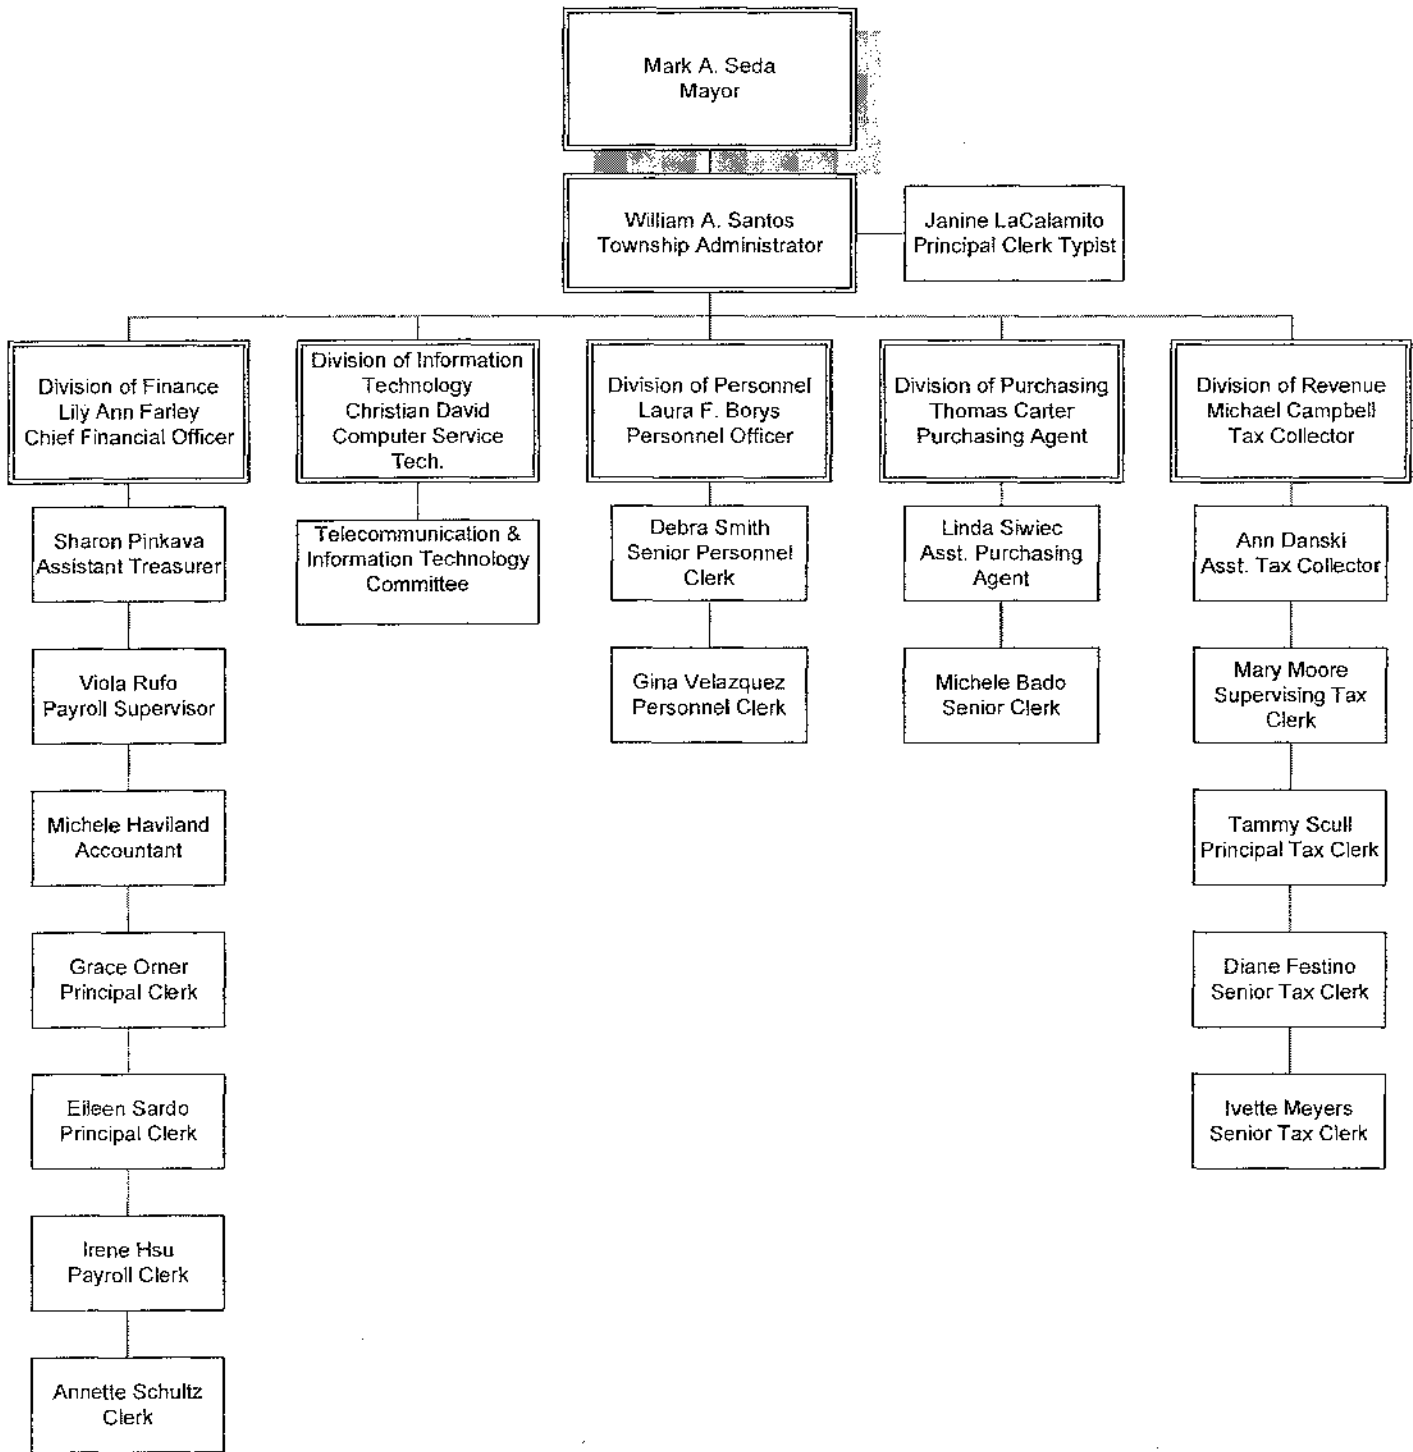 Mark A. Seda
Mayor
William A. Santos
Township Administrator
Janine LaCalamito
Principal Clerk Typist
Division of Finance
Lily Ann Farley
Chief Financial Officer
Division of Information
Technology
Christian David
Computer Service
Tech.
Division of Personnel
Laura F. Borys
Personnel Officer
Division of Purchasing
Thomas Carter
Purchasing Agent
Division of Revenue
Michael Campbell
Tax Collector
Sharon Pinkava
Assistant Treasurer
Viola Rufo
Payroll Supervisor
Michele Haviland
Accountant
Grace Orner
Principal Clerk
Eileen Sardo
Principal Clerk
Irene Hsu
Payroll Clerk
Annette Schultz
Clerk
Telecommunication &
Information Technology
Committee
Debra Smith
Senior Personnel
Clerk
Gina Velazquez
Personnel Clerk
Linda Siwiec
Asst. Purchasing
Agent
Michele Bado
Senior Clerk
Ann Danski
Asst. Tax Collector
Mary Moore
Supervising Tax
Clerk
Tammy Scull
Principal Tax Clerk
Diane Festino
Senior Tax Clerk
Ivette Meyers
Senior Tax Clerk